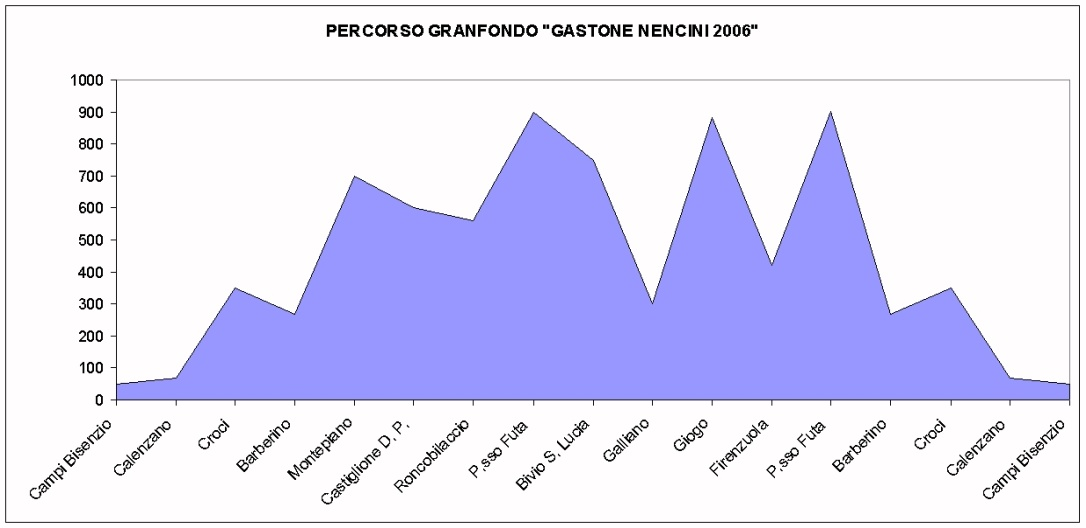 PERCORSO GRANFONDO "GASTONE NENCINI 2006"
1000
900
800
700
600
500
400
300
200
100
0
Campi Bisenzio
Calenzano
Croci
Barberino
Montepiano
Castiglione D. P.
Roncobilaccio
P.sso Futa
Bivio S. Lucia
Galliano
Giogo
Firenzuola
P.sso Futa
Barberino
Croci
Calenzano
Campi Bisenzio